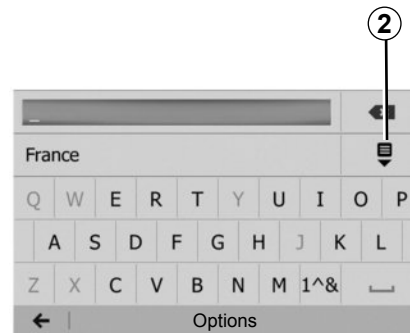 2
_
France
Q W E R T Y U I O P
A S D F G H J K L
Z X C V B N M 1^&
Options